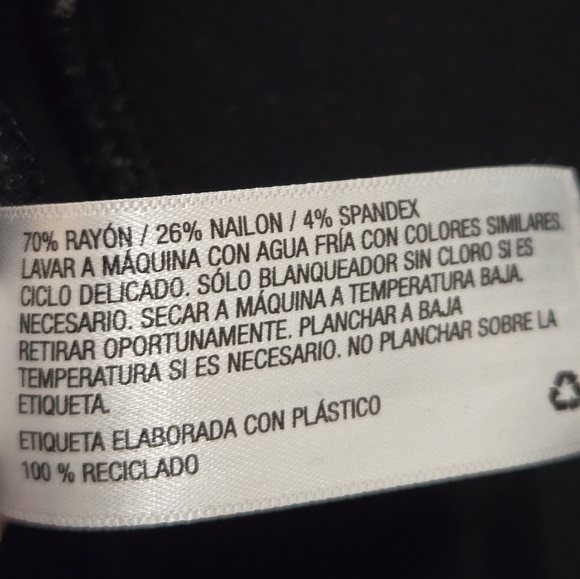 70% RAYÓN / 26% NAILON / 4% SPANDEX
LAVAR A MÁQUINA CON AGUA FRÍA CON COLORES SIMILARES.
CICLO DELICADO. SÓLO BLANQUEADOR SIN CLORO SI ES
NECESARIO. SECAR A MÁQUINA A TEMPERATURA BAJA.
RETIRAR OPORTUNAMENTE. PLANCHAR A BAJA
TEMPERATURA SI ES NECESARIO. NO PLANCHAR SOBRE LA
ETIQUETA.
ETIQUETA ELABORADA CON PLÁSTICO
100 % RECICLADO